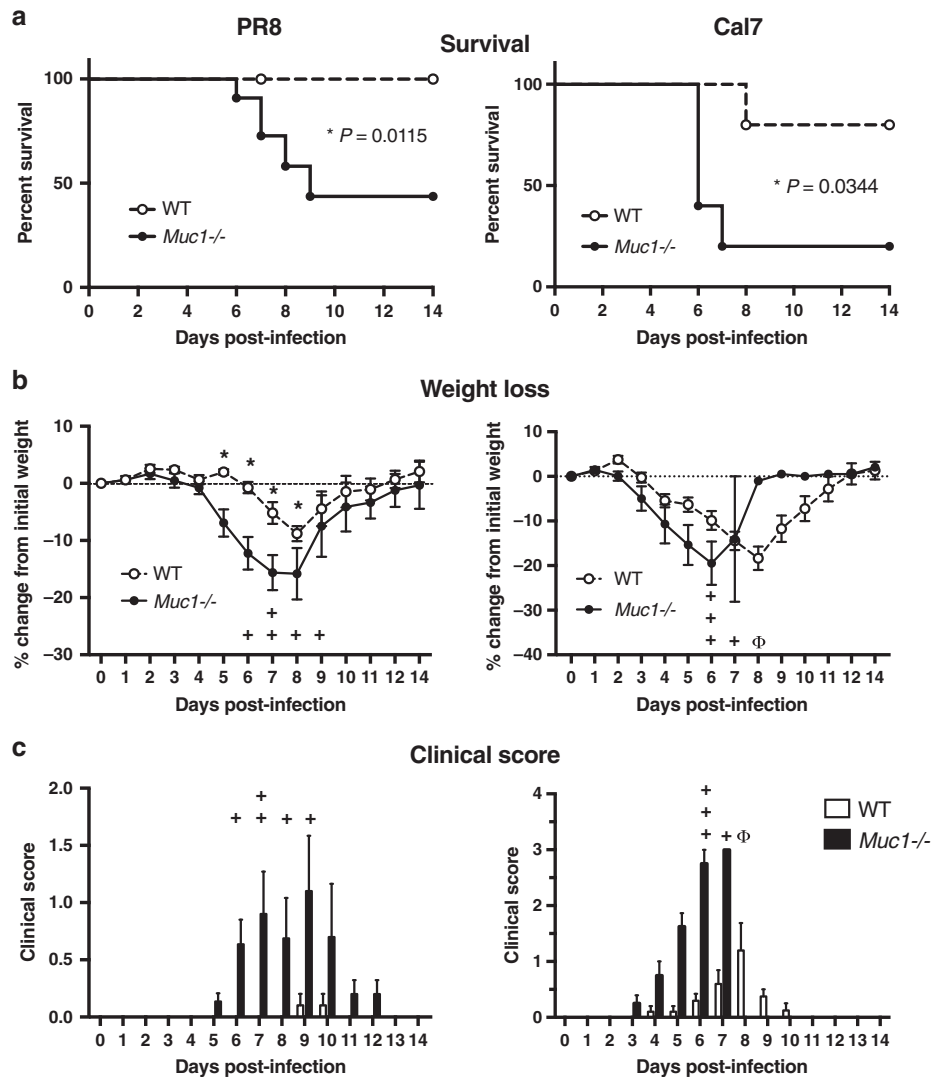 a
PR8
Survival
Cal7
Percent survival
100
50
0
* P = 0.0115
WT
Muc1-/-
0 2 4 6 8 10 12 14
Days post-infection
Percent survival
100
50
0
* P = 0.0344
WT
Muc1-/-
0 2 4 6 8 10 12 14
Days post-infection
b
Weight loss
% change from initial weight
10
0
–10
–20
–30
* * * *
WT
Muc1-/-
+
+ + + +
0 1 2 3 4 5 6 7 8 9 10 11 12 14
Days post-infection
% change from initial weight
10
0
–10
–20
–30
–40
WT
Muc1-/-
+
+
+ + Φ
0 1 2 3 4 5 6 7 8 9 10 11 12 14
Days post-infection
c
Clinical score
Clinical score
2.0
1.5
1.0
0.5
0.0
+
+ + + +
0 1 2 3 4 5 6 7 8 9 10 11 12 13 14
Days post-infection
Clinical score
4
3
2
1
0
+
+
+ + Φ
0 1 2 3 4 5 6 7 8 9 10 11 12 13 14
Days post-infection
WT
Muc1-/-